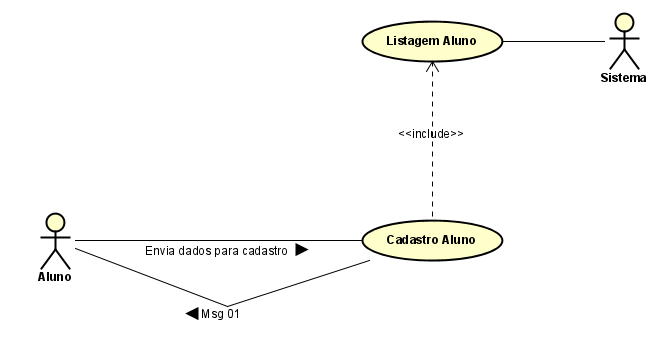 Listagem Aluno
Sistema
<<include>>
Cadastro Aluno
Envia dados para cadastro
Aluno
Msg 01